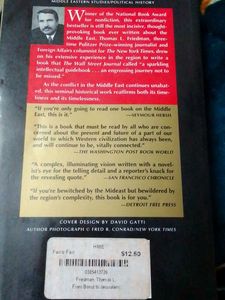 MIDDLE EASTERN STUDIES/POLITICAL HISTORY
Winner of the National Book Award
for nonfiction, this extraordinary
bestseller is still the most incisive, thought-
provoking book ever written about the
Middle East. Thomas L. Friedman, three-
time Pulitzer Prize-winning journalist and
Foreign Affairs columnist for The New York Times, drew
on his extensive experience in the region to write a
book that The Wall Street Journal called "a sparkling
intellectual guidebook . . . an engrossing journey not to
be missed."
As the conflict in the Middle East continues unabat-
ed, this seminal historical work reaffirms both its time-
liness and its timelessness.
"If you're only going to read one book on the Middle
East, this is it." —SEYMOUR HERSH
"This is a book that must be read by all who are con-
cerned about the present and future of a part of our
world to which Western civilization has always been,
and will continue to be, vitally connected."
—THE WASHINGTON POST BOOK WORLD
"A complex, illuminating vision written with a novel-
ist's eye for the telling detail and a reporter's knack for
the revealing quote." —SAN FRANCISCO CHRONICLE
"If you're bewitched by the Mideast but bewildered by
the region's complexity, this book is for you."
—DETROIT FREE PRESS
COVER DESIGN BY DAVID GATTI
AUTHOR PHOTOGRAPH © FRED R. CONRAD/NEW YORK TIMES
$12.50
0385413726
Friedman, Thomas L.
From Beirut to Jerusalem